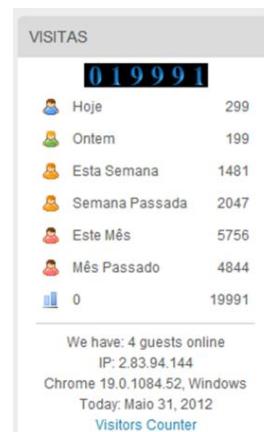 VISITAS
019991
Hoje 299
Ontem 199
Esta Semana 1481
Semana Passada 2047
Este Mês 5756
Mês Passado 4844
0 19991
We have: 4 guests online
IP: 2.83.94.144
Chrome 19.0.1084.52, Windows
Today: Maio 31, 2012
Visitors Counter